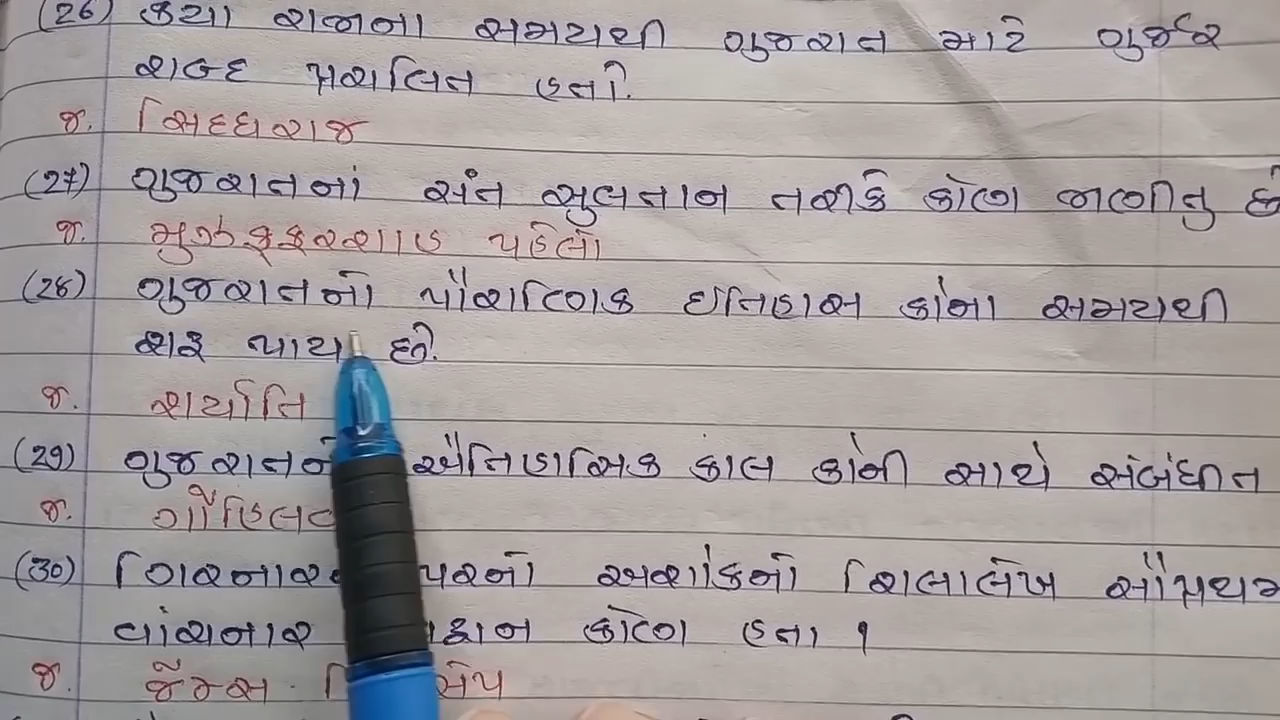 (26) કયા રાજાના સમયથી ગુજરાત માટે ગુર્જર
શબ્દ પ્રચલિત હતો.
જ. સિધ્ધરાજ
(27) ગુજરાતનાં સંત સુલતાન તરીકે કોણ જાણીતુ છે
જ. મુઝફ્ફરશાહ પહેલો
(28) ગુજરાતનો પૌરાણિક ઇતિહાસ કોના સમયથી
શરૂ થાય છે.
જ. શર્યાતિ
(29) ગુજરાતનો ઐતિહાસિક કાલ કોની સાથે સંબંધીત
જ.
(30) ગિરનાર પરનો અશોકનો શિલાલેખ સૌપ્રથમ
વાંચનાર કોણ હતા ?
જ. જેમ્સ